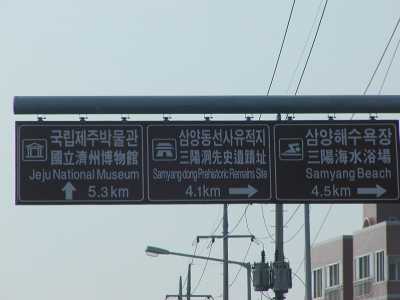 국립제주박물관
國立濟州博物館
Jeju National Museum
5.3km
삼양동선사유적지
三陽洞先史遺蹟址
Samyang dong Prehistoric Remains Site
4.1km
삼양해수욕장
三陽海水浴場
Samyang Beach
4.5km